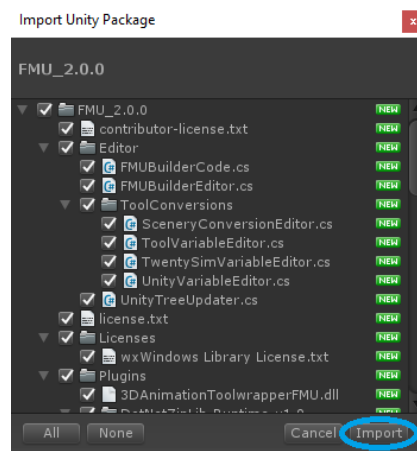 Import Unity Package
x
FMU_2.0.0
FMU_2.0.0 NEW
contributor-license.txt NEW
Editor NEW
FMUBuilderCode.cs NEW
FMUBuilderEditor.cs NEW
ToolConversions NEW
SceneryConversionEditor.cs NEW
ToolVariableEditor.cs NEW
TwentySimVariableEditor.cs NEW
UnityVariableEditor.cs NEW
UnityTreeUpdater.cs NEW
license.txt NEW
Licenses NEW
wxWindows Library License.txt NEW
Plugins NEW
3DAnimationToolwrapperFMU.dll NEW
All None Cancel Import